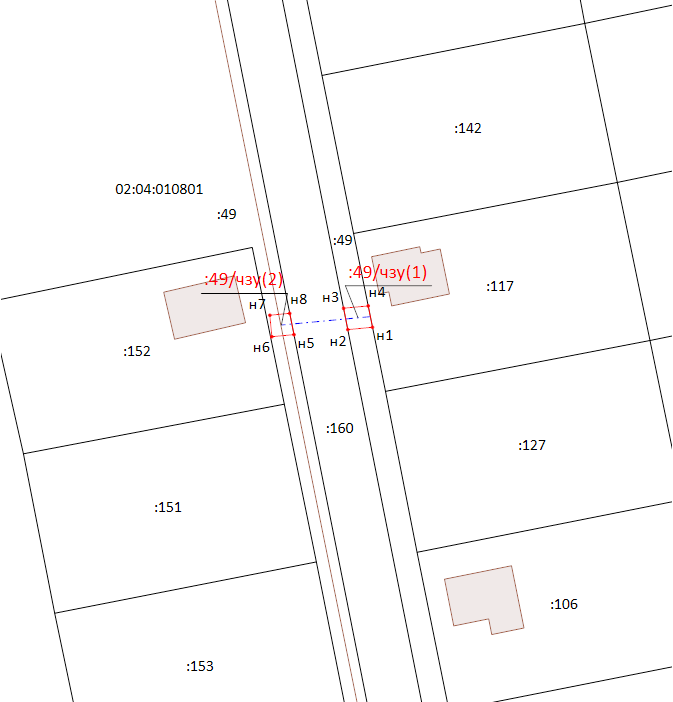 :142
02:04:010801
:49
:49
:49/чзу(2)
:49/чзу(1)
:117
н7
н8
н3
н4
н6
н5
н2
н1
:152
:160
:127
:151
:106
:153